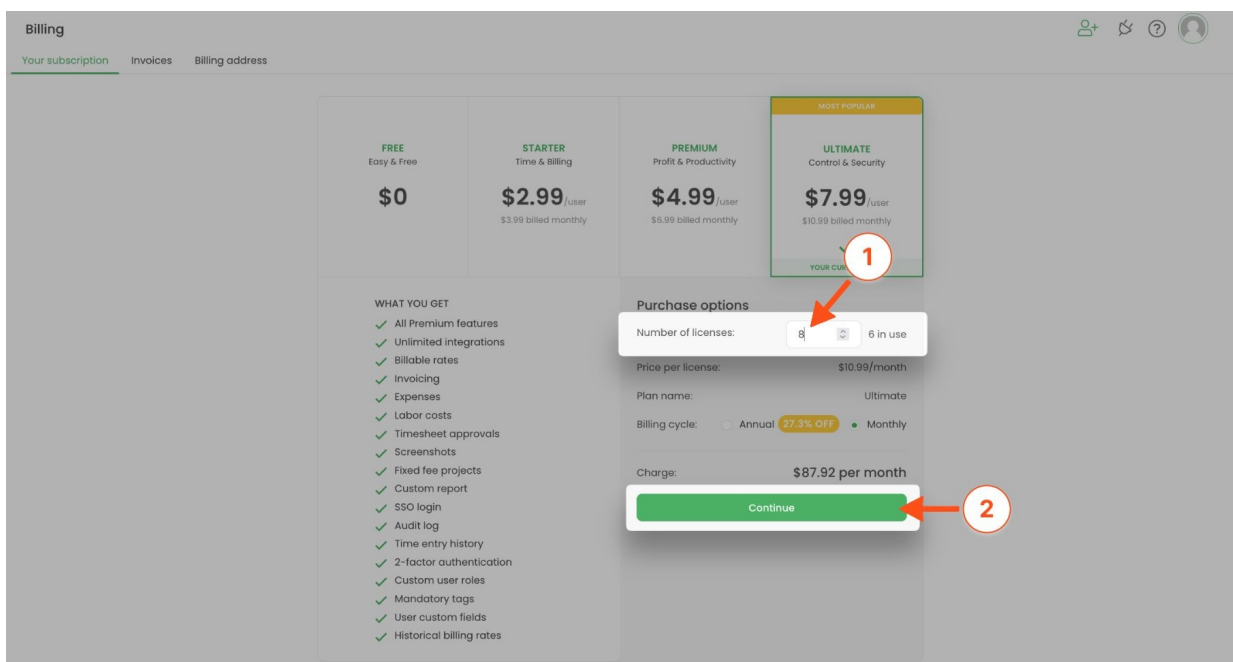 Billing
Your subscription Invoices Billing address
MOST POPULAR
FREE
Easy & Free
$0
STARTER
Time & Billing
$2.99/user
$3.99 billed monthly
PREMIUM
Profit & Productivity
$4.99/user
$6.99 billed monthly
ULTIMATE
Control & Security
$7.99/user
$10.99 billed monthly
YOUR
1
WHAT YOU GET
All Premium features
Unlimited integrations
Billable rates
Invoicing
Expenses
Labor costs
Timesheet approvals
Screenshots
Fixed fee projects
Custom report
SSO login
Audit log
Time entry history
2-factor authentication
Custom user roles
Mandatory tags
User custom fields
Historical billing rates
Purchase options
Number of licenses: 8 6 in use
Price per license: $10.99/month
Plan name: Ultimate
Billing cycle: Annual 27.3% OFF Monthly
Charge: $87.92 per month
Continue
2